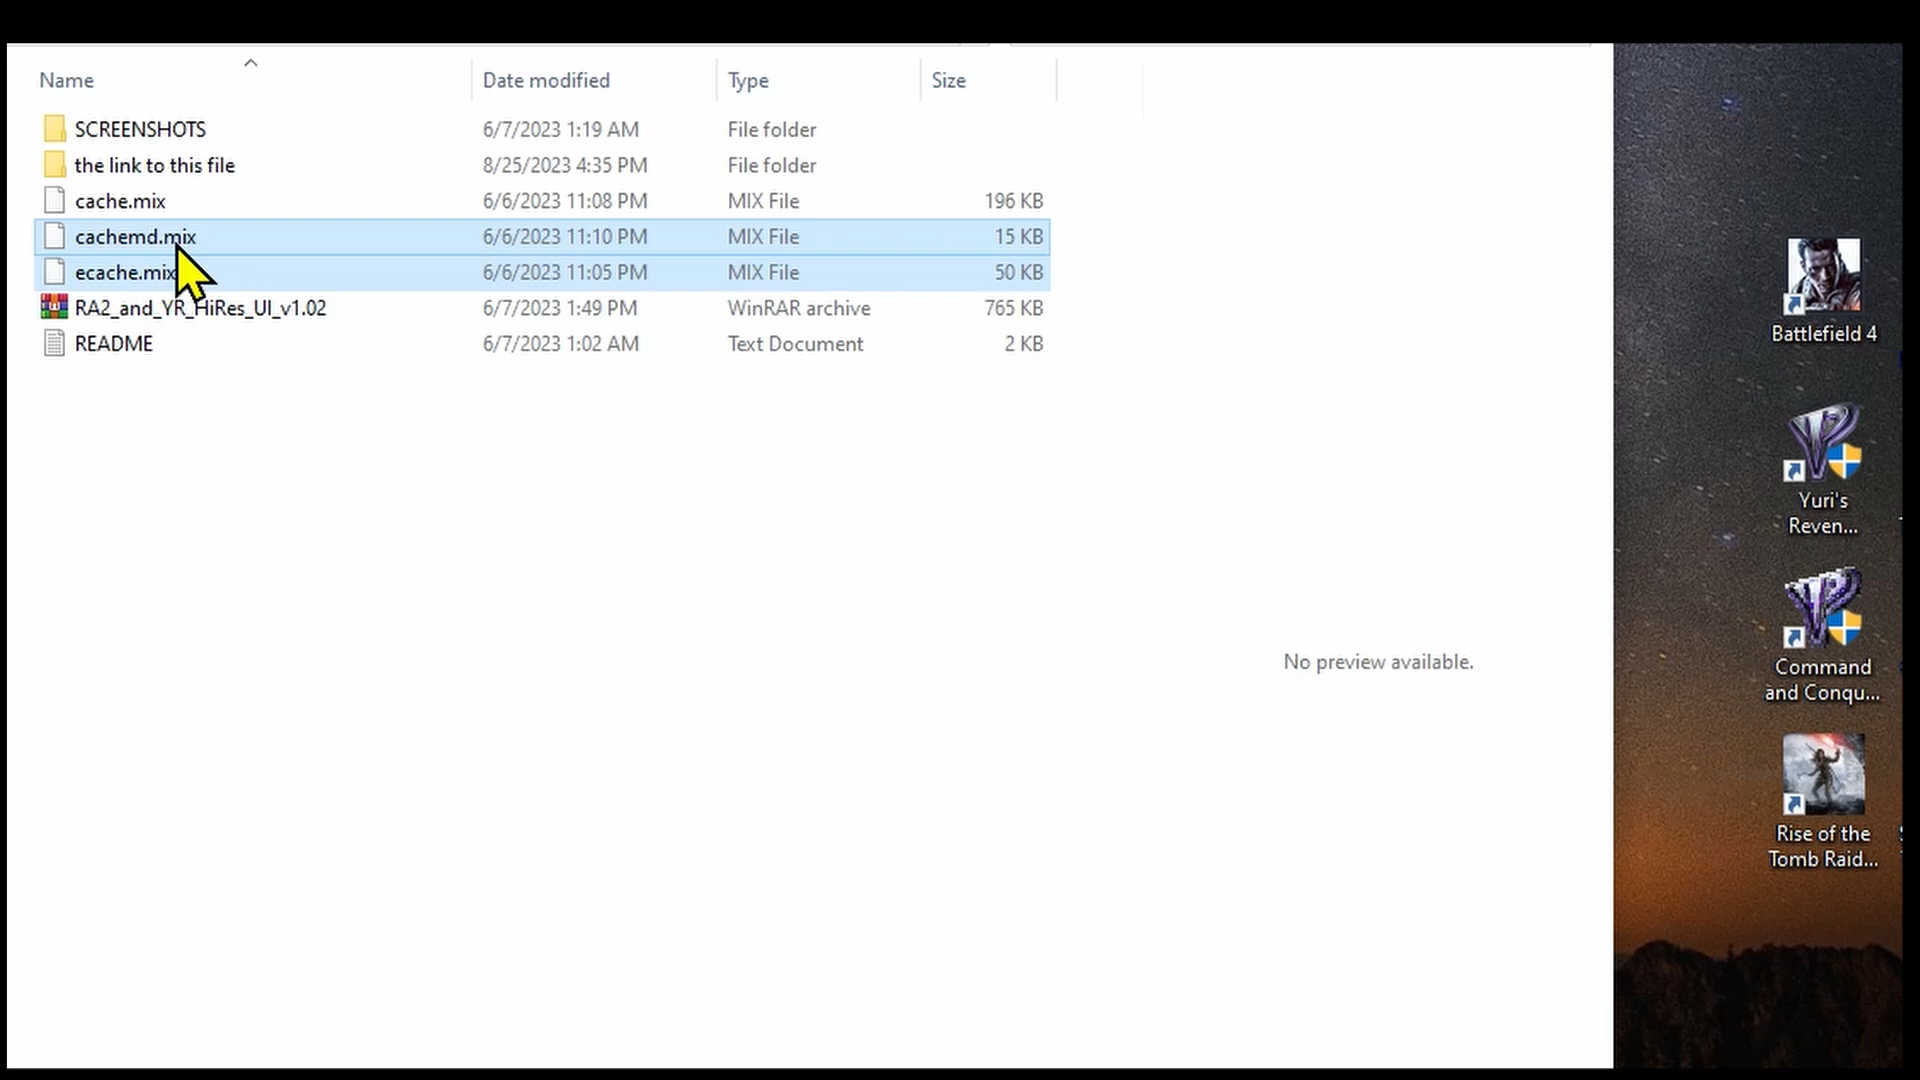 Name Date modified Type Size
SCREENSHOTS 6/7/2023 1:19 AM File folder
the link to this file 8/25/2023 4:35 PM File folder
cache.mix 6/6/2023 11:08 PM MIX File 196 KB
cachemd.mix 6/6/2023 11:10 PM MIX File 15 KB
ecache.mix 6/6/2023 11:05 PM MIX File 50 KB
RA2_and_YR_HiRes_UI_v1.02 6/7/2023 1:49 PM WinRAR archive 765 KB
README 6/7/2023 1:02 AM Text Document 2 KB
No preview available.
Battlefield 4
Yuri's
Reven...
Command
and Conqu...
Rise of the
Tomb Raid...